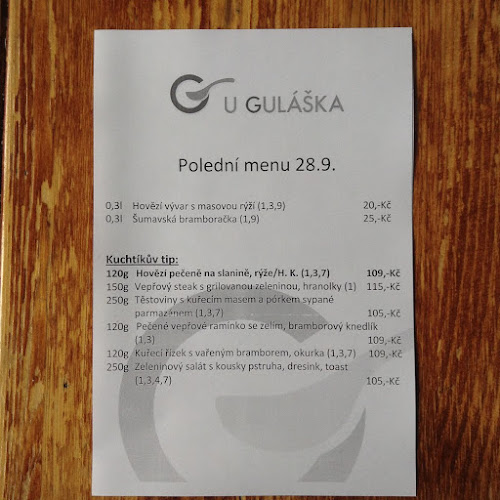 U GULÁŠKA
Polední menu 28.9.
0,3l Hovězí vývar s masovou rýží (1,3,9) 20,-Kč
0,3l Šumavská bramboračka (1,9) 25,-Kč
Kuchtíkův tip:
120g Hovězí pečeně na slanině, rýže/H. K. (1,3,7) 109,-Kč
150g Vepřový steak s grilovanou zeleninou, hranolky (1) 115,-Kč
250g Těstoviny s kuřecím masem a pórkem sypané
parmazánem (1,3,7) 105,-Kč
120g Pečené vepřové ramínko se zelím, bramborový knedlík
(1,3) 109,-Kč
120g Kuřecí řízek s vařeným bramborem, okurka (1,3,7) 109,-Kč
250g Zeleninový salát s kousky pstruha, dresink, toast
(1,3,4,7) 105,-Kč